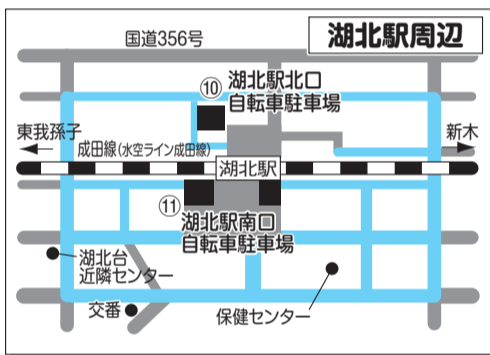 湖北駅周辺
国道356号
⑩
湖北駅北口
自転車駐車場
東我孫子
成田線(水空ライン成田線)
新木
湖北駅
⑪
湖北駅南口
自転車駐車場
湖北台
近隣センター
交番
保健センター